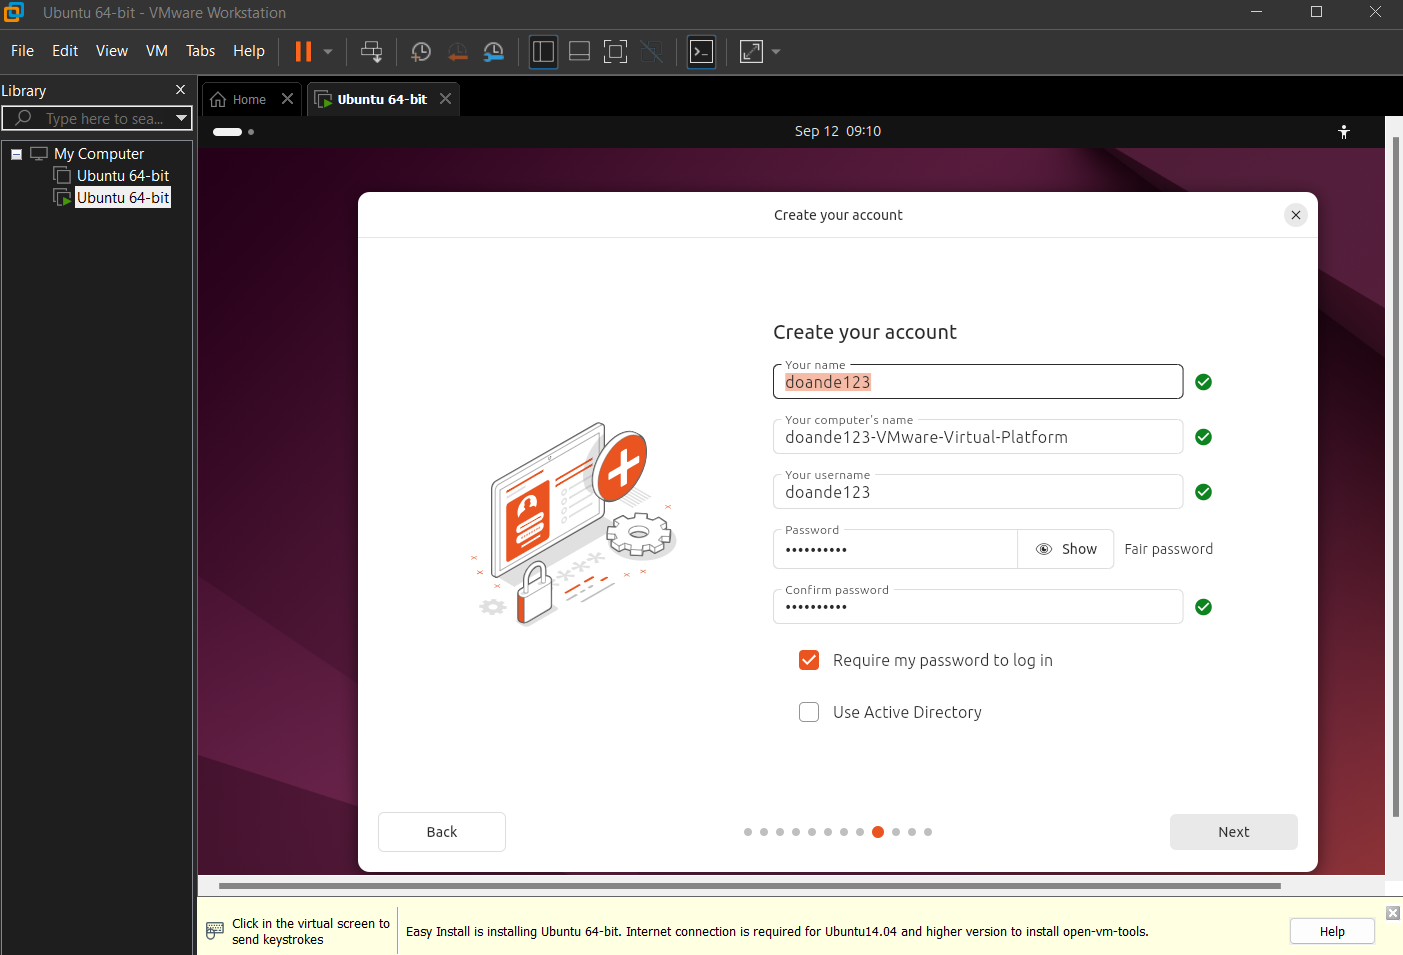 Ubuntu 64-bit - VMware Workstation
File Edit View VM Tabs Help
Library
Type here to sea...
My Computer
Ubuntu 64-bit
Ubuntu 64-bit
Home
Ubuntu 64-bit
Sep 12 09:10
Create your account
Create your account
Your name
doande123
Your computer's name
doande123-VMware-Virtual-Platform
Your username
doande123
Password
••••••••••
Show
Fair password
Confirm password
••••••••••
Require my password to log in
Use Active Directory
Back
Next
Click in the virtual screen to
send keystrokes
Easy Install is installing Ubuntu 64-bit. Internet connection is required for Ubuntu14.04 and higher version to install open-vm-tools.
Help